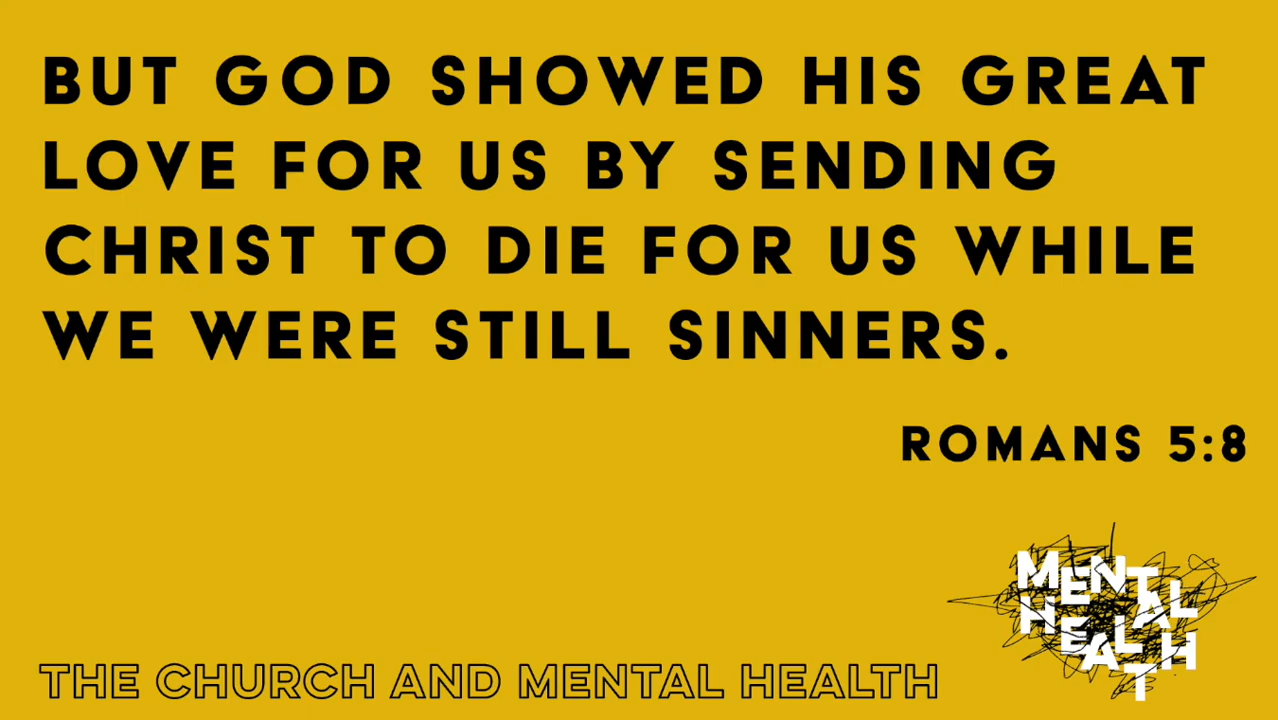 BUT GOD SHOWED HIS GREAT
LOVE FOR US BY SENDING
CHRIST TO DIE FOR US WHILE
WE WERE STILL SINNERS.
ROMANS 5:8
MENTAL
HEALTH
THE CHURCH AND MENTAL HEALTH